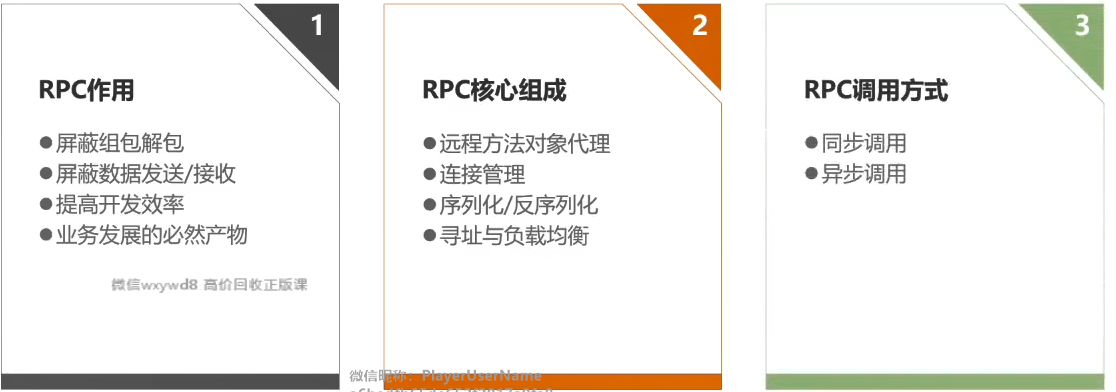 1
RPC作用
●屏蔽组包解包
●屏蔽数据发送/接收
●提高开发效率
●业务发展的必然产物
微信wxywd8 高价回收正版课
2
RPC核心组成
●远程方法对象代理
●连接管理
●序列化/反序列化
●寻址与负载均衡
3
RPC调用方式
●同步调用
●异步调用
微信昵称：PlayerUserName